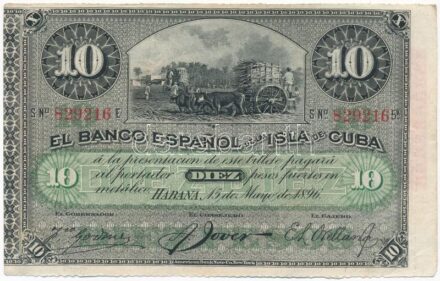 X X
10 10
S Nº 829216 E S Nº 829216 E
EL BANCO ESPAÑOL DE LA ISLA DE CUBA
á la presentacion de este billete pagará
10 al portador DIEZ pesos fuertes en 10
metálico.
HABANA, 15 de Mayo de 1896.
EL GOBERNADOR EL CONSEJERO EL CAJERO
J. Jover
10 10